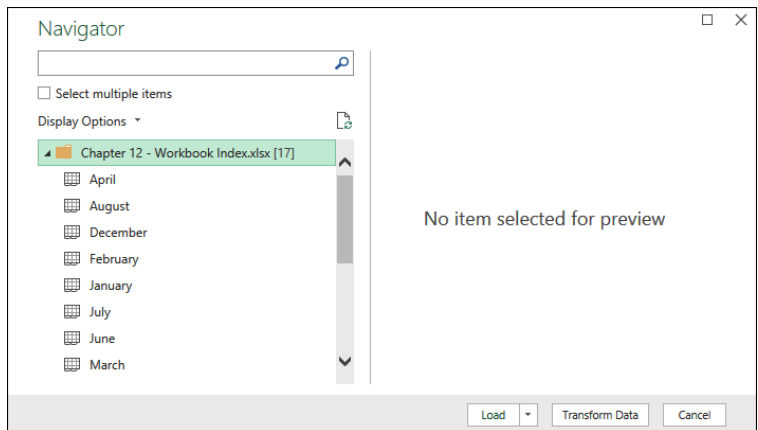 Navigator
Select multiple items
Display Options
Chapter 12 - Workbook Index.xlsx [17]
April
August
December
February
January
July
June
March
No item selected for preview
Load
Transform Data
Cancel